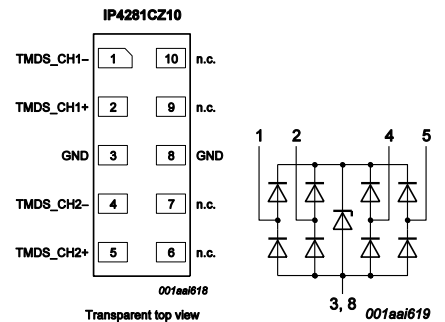 IP4281CZ10
TMDS_CH1– 1 10 n.c.
TMDS_CH1+ 2 9 n.c.
GND 3 8 GND
TMDS_CH2– 4 7 n.c.
TMDS_CH2+ 5 6 n.c.
001aai618
Transparent top view
1 2 4 5
3, 8
001aai619